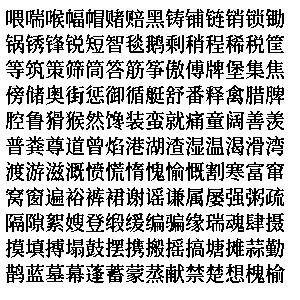 喂喘喉幅帽赌赔黑铸铺链销锁锄
锅锈锋锐短智毯鹅剩稍程稀税筐
等筑策筛筒答筋筝傲傅牌堡集焦
傍储奥街惩御循艇舒番释禽腊脾
腔鲁猾猴然馋装蛮就痛童阔善羡
普粪尊道曾焰港湖渣湿温渴滑湾
渡游滋溉愤慌惰愧愉慨割寒富窜
窝窗遍裕裤裙谢谣谦属屡强粥疏
隔隙絮嫂登缎缓编骗缘瑞魂肆摄
摸填搏塌鼓摆携搬摇搞塘摊蒜勤
鹊蓝墓幕蓬蓄蒙蒸献禁楚想槐榆